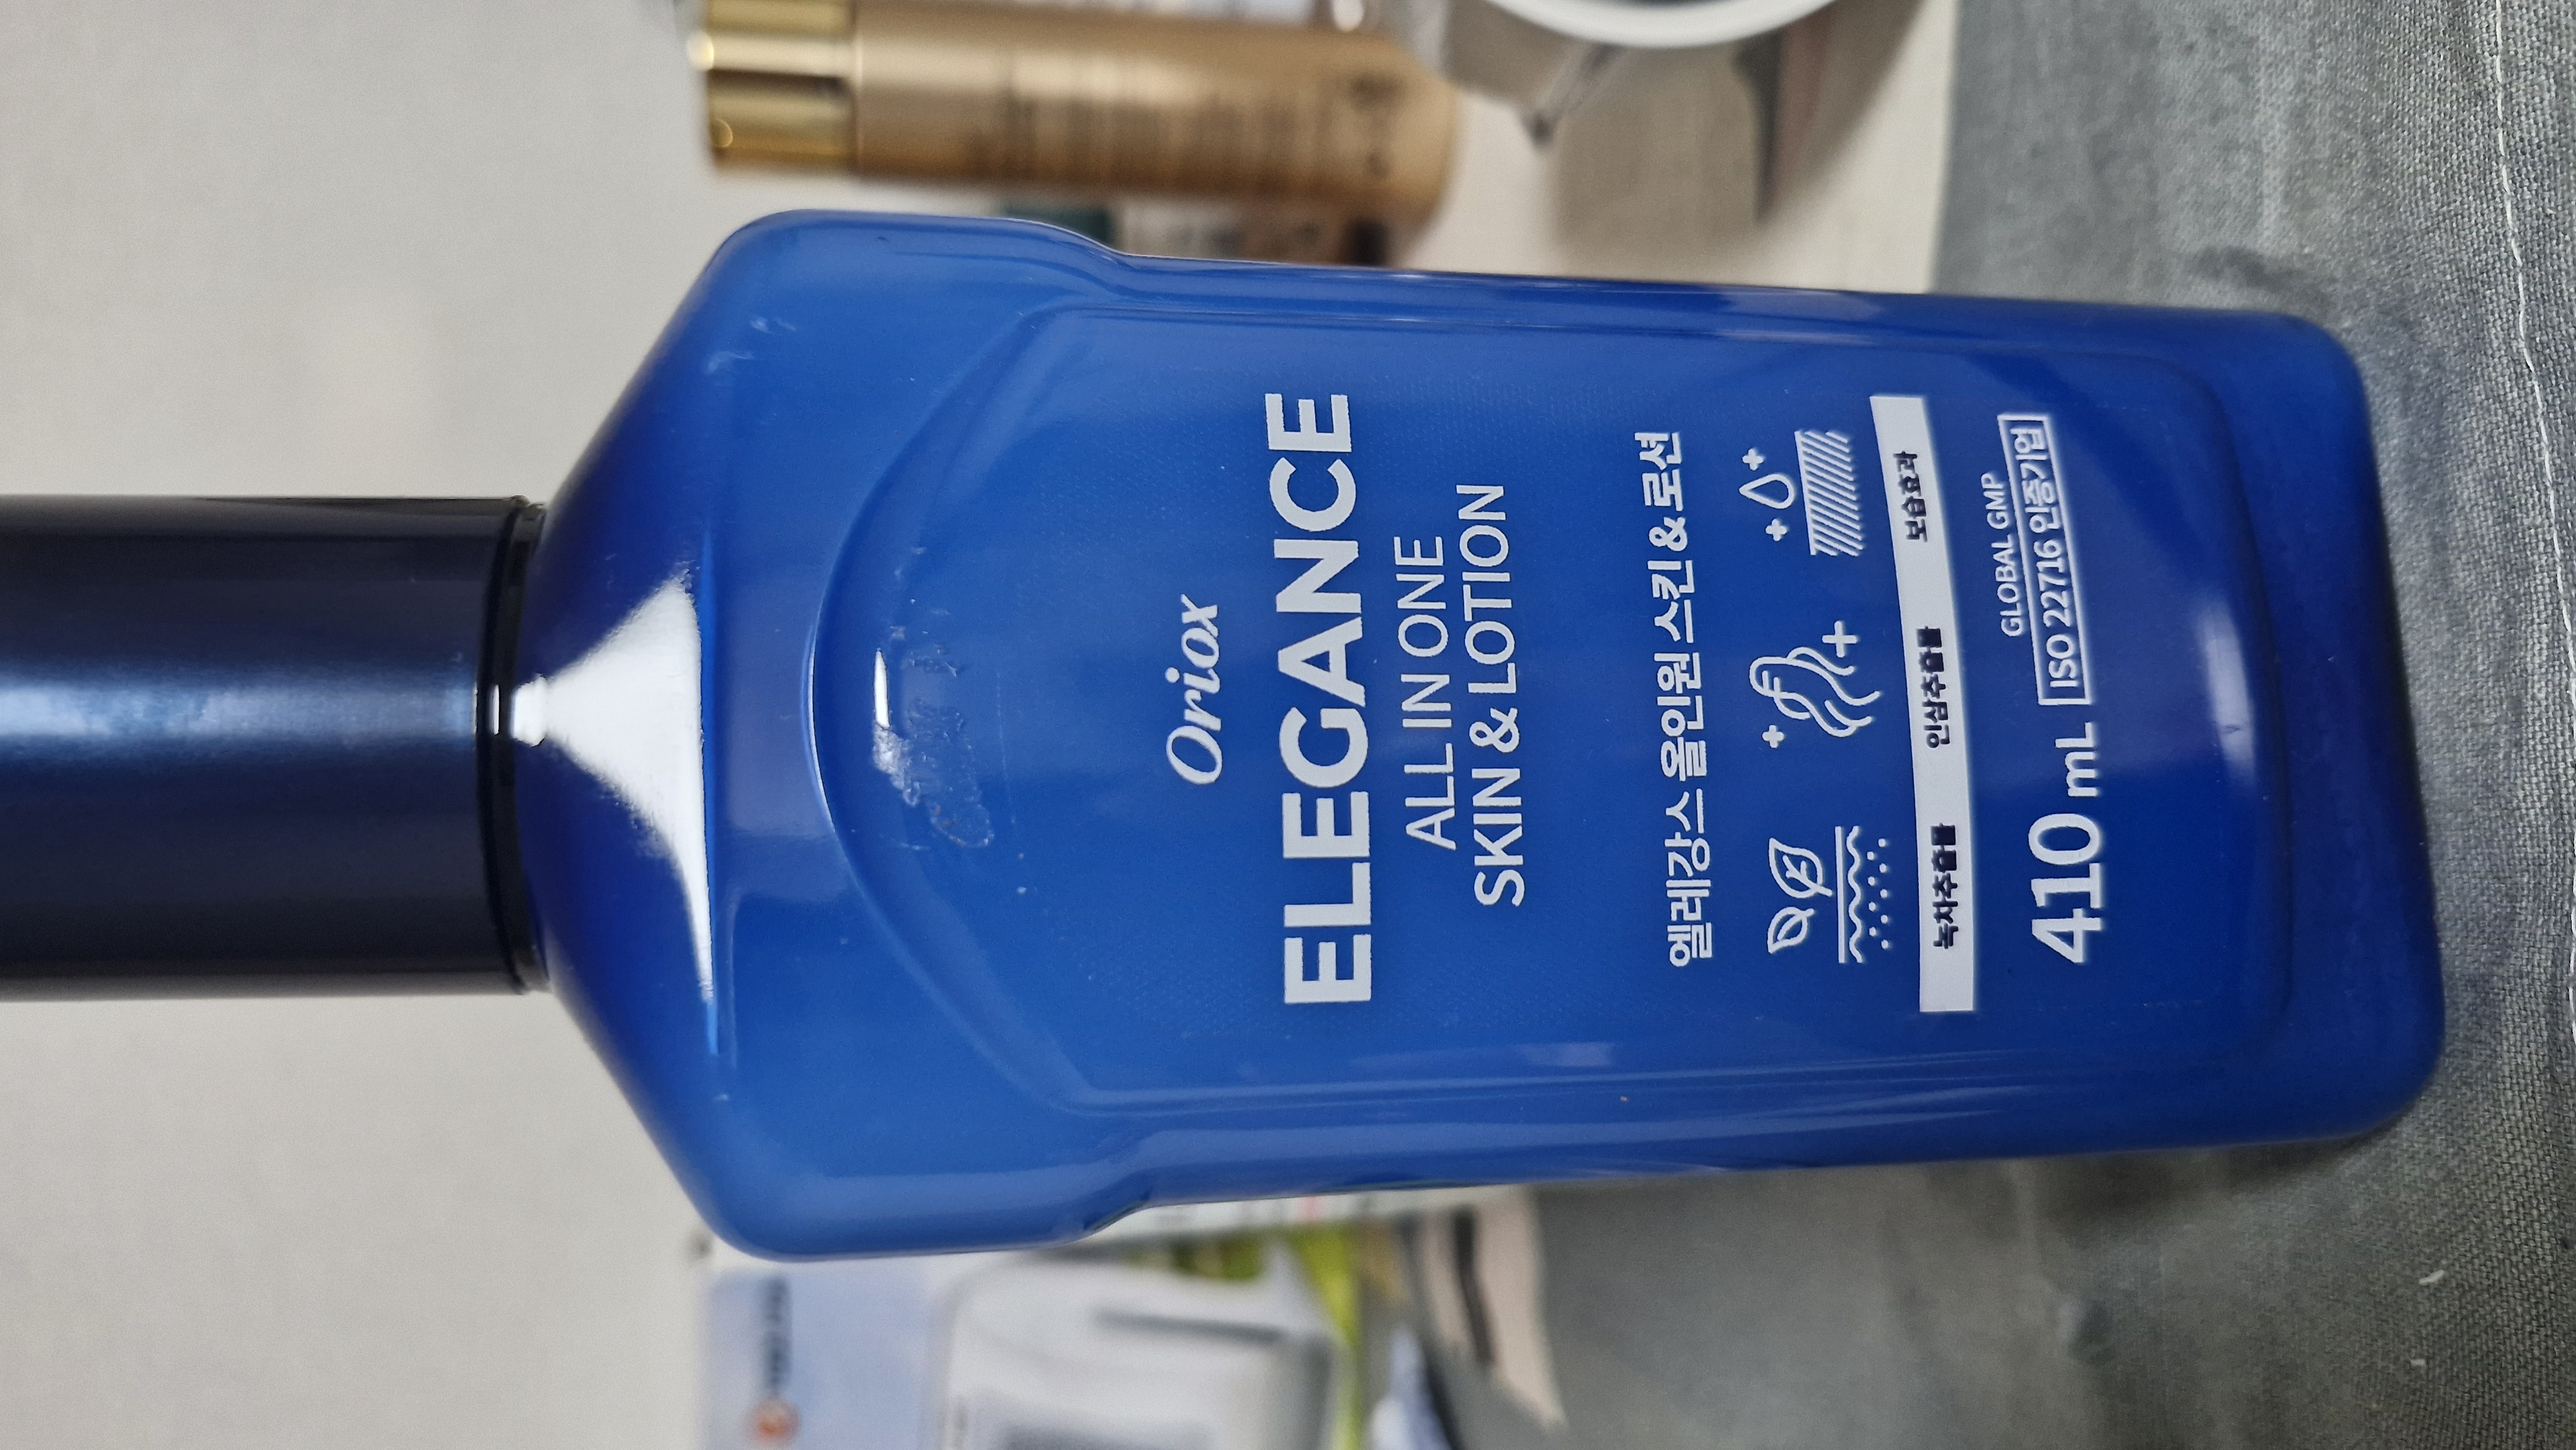 Oriox
ELEGANCE
ALL IN ONE
SKIN & LOTION
엘레강스 올인원 스킨 & 로션
녹차추출물 인삼추출물 보습효과
GLOBAL GMP
410 mL ISO 22716 인증기업